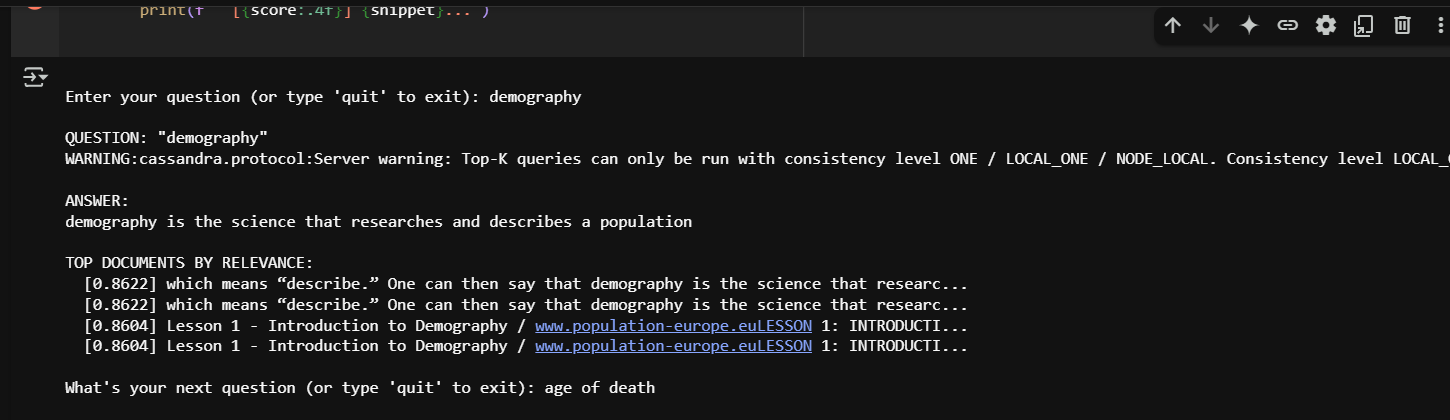 print(f" [{score:.4f}] {snippet}...")
Enter your question (or type 'quit' to exit): demography
QUESTION: "demography"
WARNING:cassandra.protocol:Server warning: Top-K queries can only be run with consistency level ONE / LOCAL_ONE / NODE_LOCAL. Consistency level
ANSWER:
demography is the science that researches and describes a population
TOP DOCUMENTS BY RELEVANCE:
[0.8622] which means “describe.” One can then say that demography is the science that researc...
[0.8622] which means “describe.” One can then say that demography is the science that researc...
[0.8604] Lesson 1 - Introduction to Demography / www.population-europe.euLESSON 1: INTRODUCTI...
[0.8604] Lesson 1 - Introduction to Demography / www.population-europe.euLESSON 1: INTRODUCTI...
What's your next question (or type 'quit' to exit): age of death